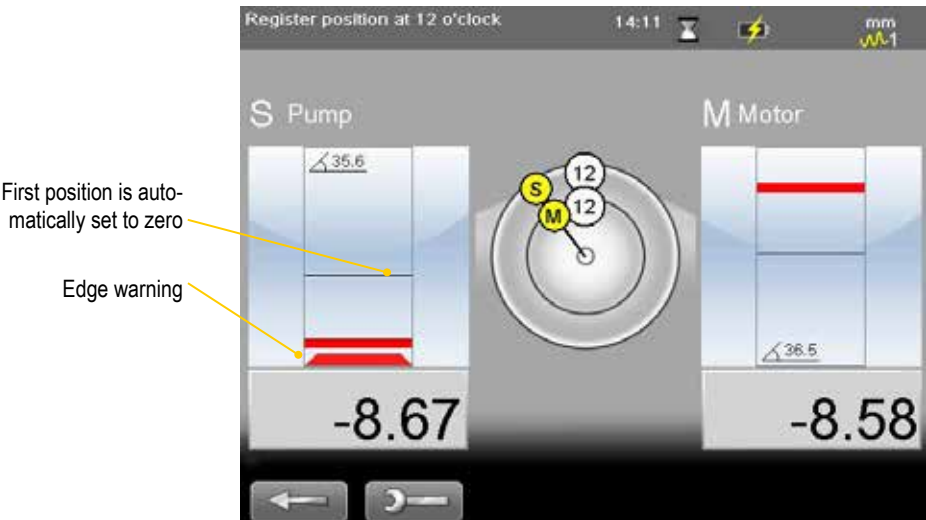 Register position at 12 o'clock
14:11
mm
1
S Pump
M Motor
35.6
12
S
12
M
First position is auto-
matically set to zero
Edge warning
36.5
-8.67
-8.58